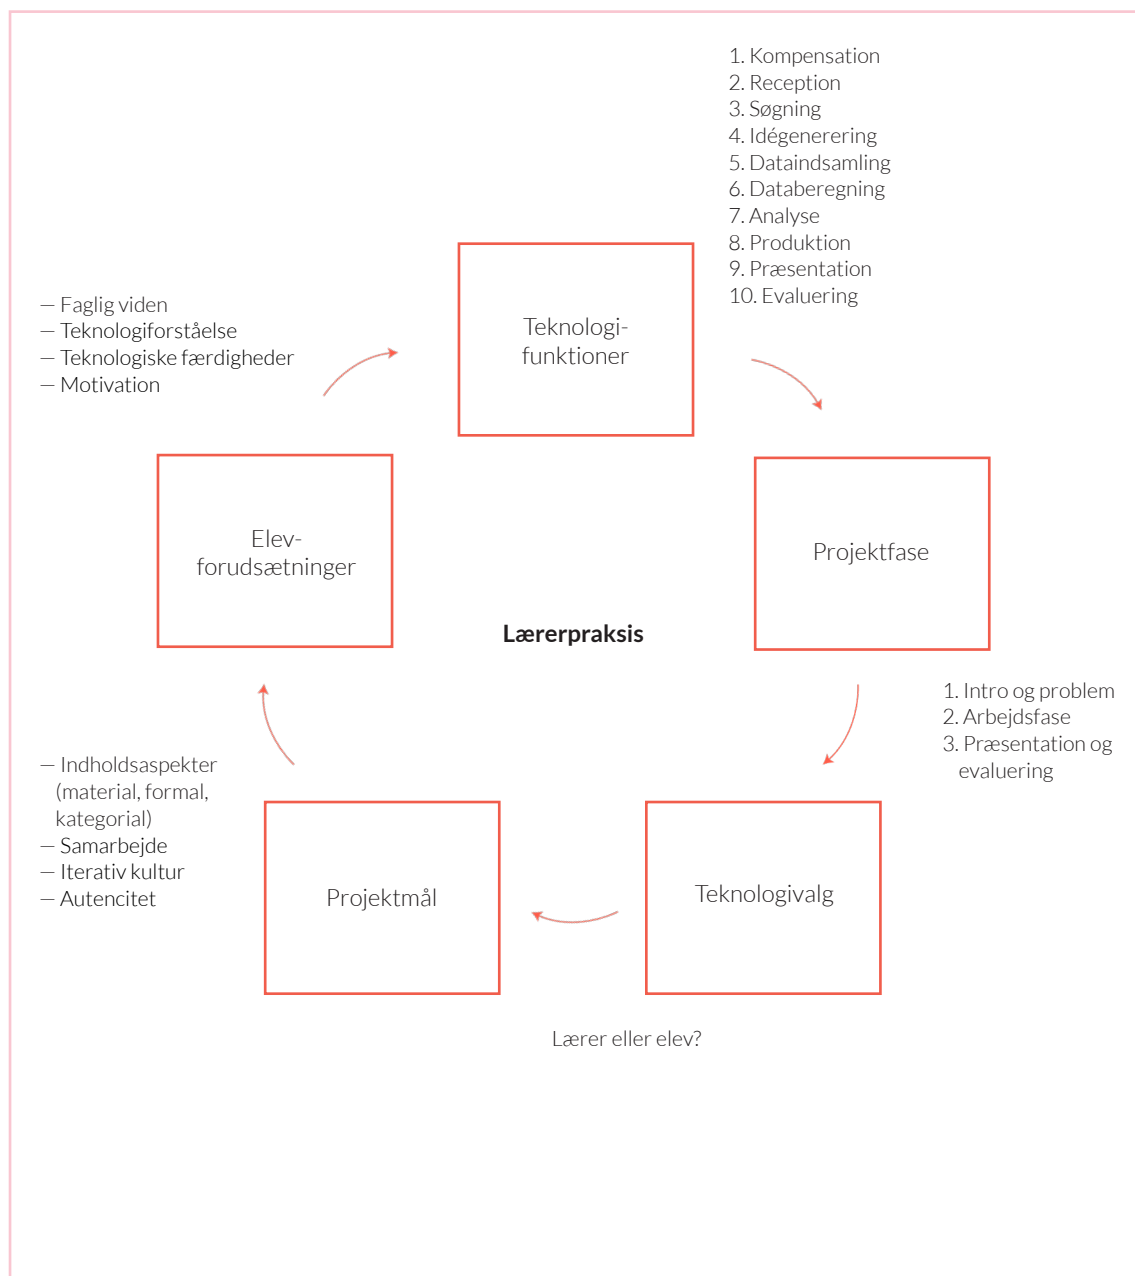 1. Kompensation
2. Reception
3. Søgning
4. Idégenerering
5. Dataindsamling
6. Databeregning
7. Analyse
8. Produktion
9. Præsentation
10. Evaluering
Teknologi-
funktioner
— Faglig viden
— Teknologiforståelse
— Teknologiske færdigheder
— Motivation
Elev-
forudsætninger
Projektfase
Lærerpraksis
1. Intro og problem
2. Arbejdsfase
3. Præsentation og
evaluering
— Indholdsaspekter
(material, formal,
kategorial)
— Samarbejde
— Iterativ kultur
— Autencitet
Projektmål
Teknologivalg
Lærer eller elev?